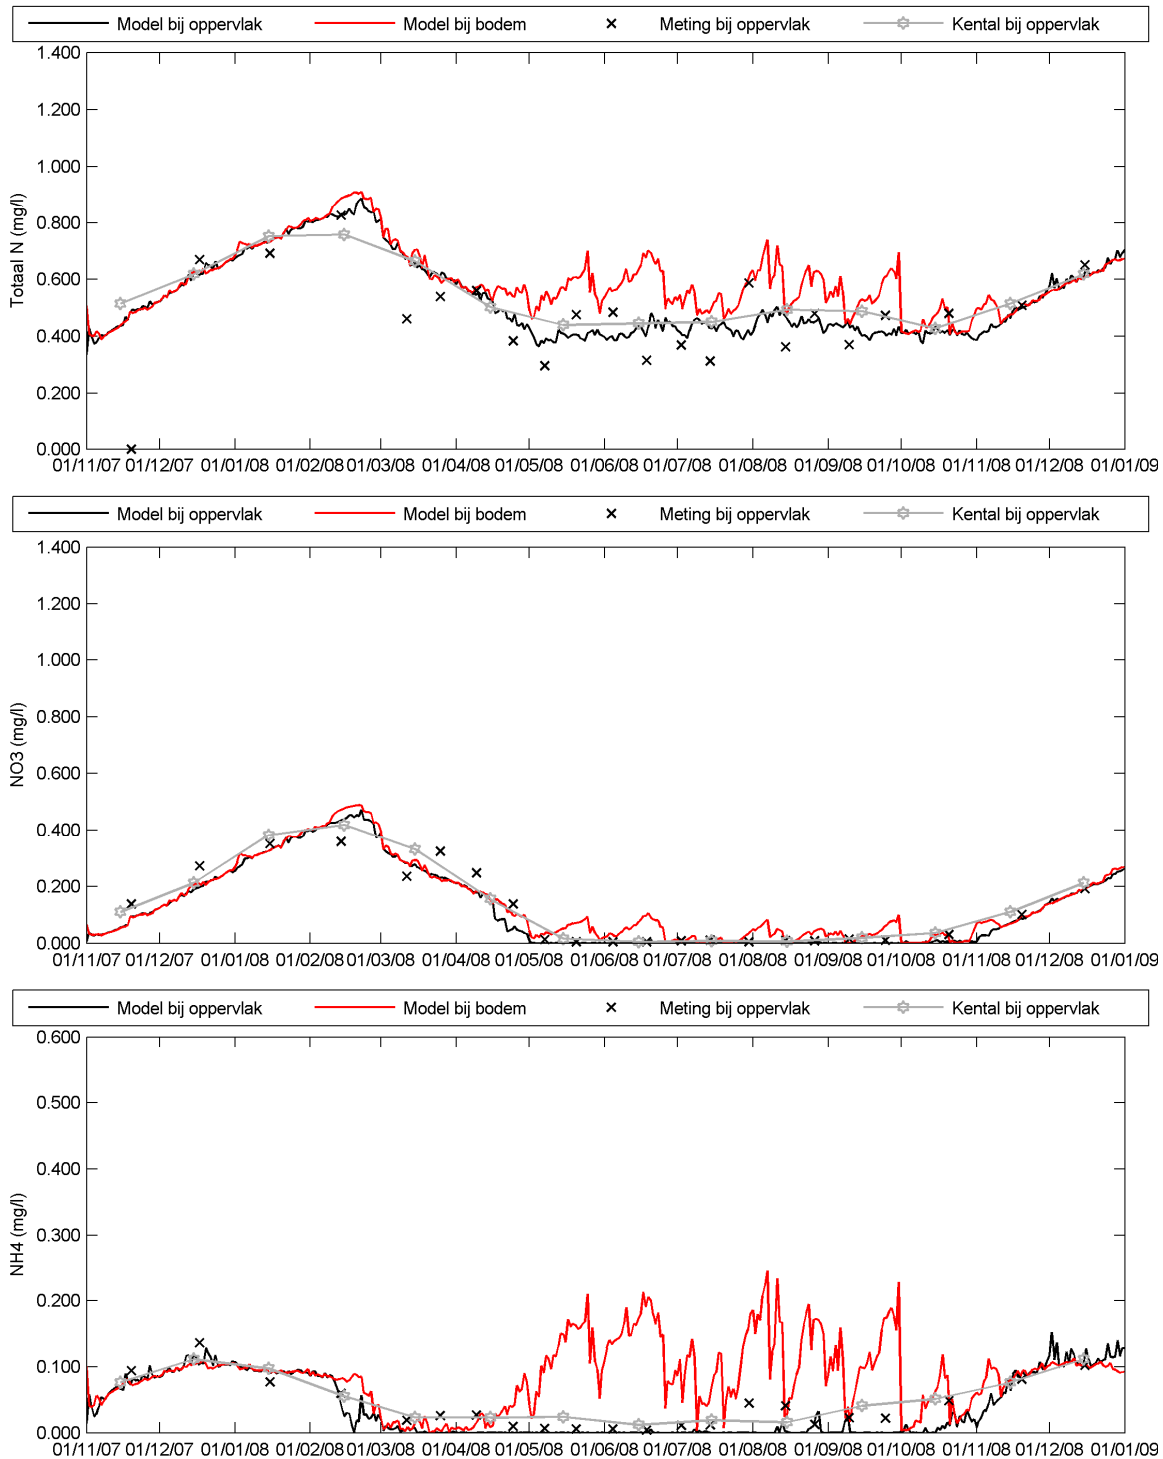 Model bij oppervlak Model bij bodem Meting bij oppervlak Kental bij oppervlak
1.400
1.200
1.000
0.800
0.600
0.400
0.200
0.000
Totaal N (mg/l)
01/11/07 01/12/07 01/01/08 01/02/08 01/03/08 01/04/08 01/05/08 01/06/08 01/07/08 01/08/08 01/09/08 01/10/08 01/11/08 01/12/08 01/01/09
Model bij oppervlak Model bij bodem Meting bij oppervlak Kental bij oppervlak
1.400
1.200
1.000
0.800
0.600
0.400
0.200
0.000
NO3 (mg/l)
01/11/07 01/12/07 01/01/08 01/02/08 01/03/08 01/04/08 01/05/08 01/06/08 01/07/08 01/08/08 01/09/08 01/10/08 01/11/08 01/12/08 01/01/09
Model bij oppervlak Model bij bodem Meting bij oppervlak Kental bij oppervlak
0.600
0.500
0.400
0.300
0.200
0.100
0.000
NH4 (mg/l)
01/11/07 01/12/07 01/01/08 01/02/08 01/03/08 01/04/08 01/05/08 01/06/08 01/07/08 01/08/08 01/09/08 01/10/08 01/11/08 01/12/08 01/01/09